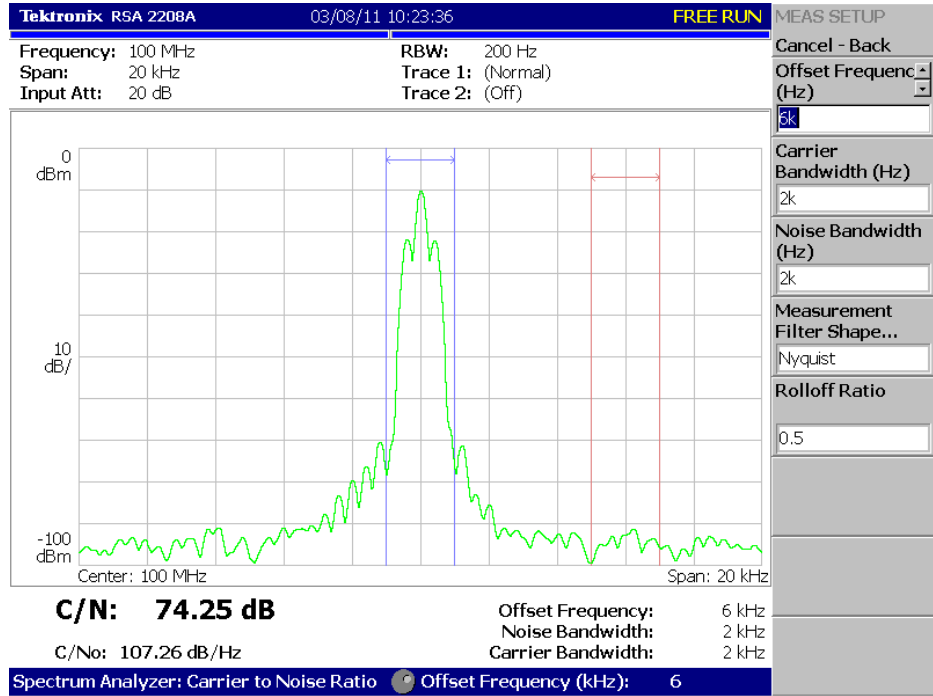 Tektronix RSA 2208A 03/08/11 10:23:36 FREE RUN
Frequency: 100 MHz RBW: 200 Hz
Span: 20 kHz Trace 1: (Normal)
Input Att: 20 dB Trace 2: (Off)
0
dBm
10
dB/
-100
dBm
Center: 100 MHz Span: 20 kHz
C/N: 74.25 dB
C/No: 107.26 dB/Hz
Offset Frequency: 6 kHz
Noise Bandwidth: 2 kHz
Carrier Bandwidth: 2 kHz
Spectrum Analyzer: Carrier to Noise Ratio Offset Frequency (kHz): 6
MEAS SETUP
Cancel - Back
Offset Frequenc
(Hz)
6k
Carrier
Bandwidth (Hz)
2k
Noise Bandwidth
(Hz)
2k
Measurement
Filter Shape...
Nyquist
Rolloff Ratio
0.5